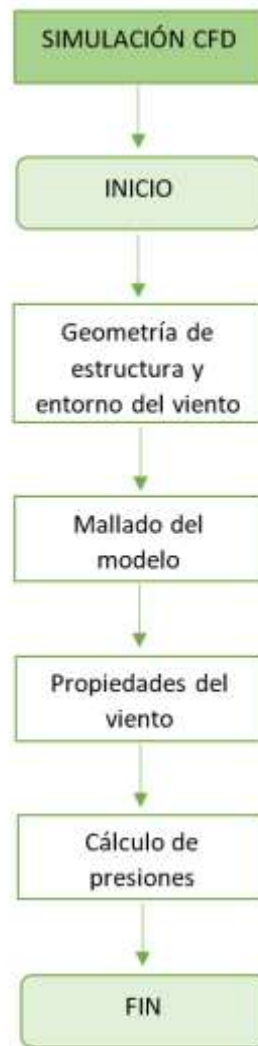 SIMULACIÓN CFD
INICIO
Geometría de
estructura y
entorno del viento
Mallado del
modelo
Propiedades del
viento
Cálculo de
presiones
FIN